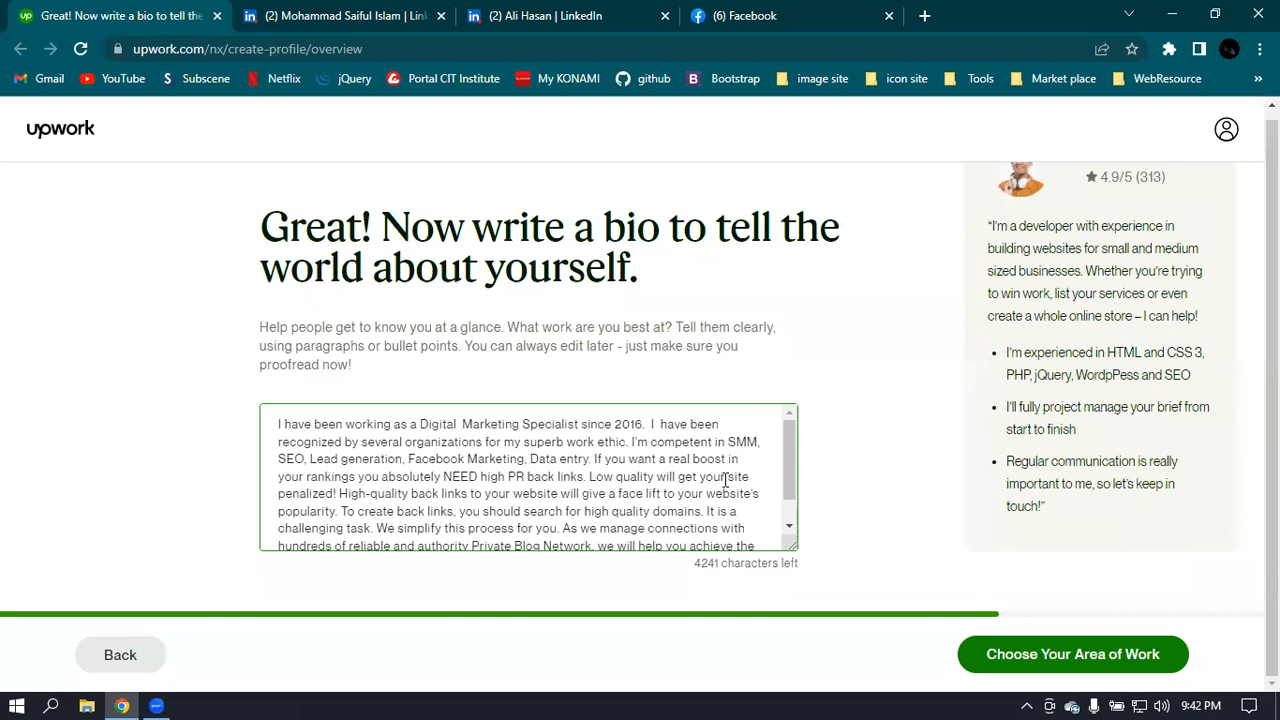 Great! Now write a bio to tell the
(2) Mohammad Saiful Islam | Link
(2) Ali Hasan | LinkedIn
(6) Facebook
upwork.com/nx/create-profile/overview
Gmail
YouTube
Subscene
Netflix
jQuery
Portal CIT Institute
My KONAMI
github
Bootstrap
image site
icon site
Tools
Market place
WebResource
upwork
Great! Now write a bio to tell the
world about yourself.
Help people get to know you at a glance. What work are you best at? Tell them clearly,
using paragraphs or bullet points. You can always edit later - just make sure you
proofread now!
I have been working as a Digital  Marketing Specialist since 2016.  I  have been
recognized by several organizations for my superb work ethic. I'm competent in SMM,
SEO, Lead generation, Facebook Marketing, Data entry. If you want a real boost in
your rankings you absolutely NEED high PR back links. Low quality will get your site
penalized! High-quality back links to your website will give a face lift to your website's
popularity. To create back links, you should search for high quality domains. It is a
challenging task. We simplify this process for you. As we manage connections with
hundreds of reliable and authority Private Blog Network, we will help you achieve the
4241 characters left
4.9/5 (313)
“I'm a developer with experience in
building websites for small and medium
sized businesses. Whether you're trying
to win work, list your services or even
create a whole online store – I can help!
• I'm experienced in HTML and CSS 3,
PHP, jQuery, WordpPess and SEO
• I'll fully project manage your brief from
start to finish
• Regular communication is really
important to me, so let's keep in
touch!”
Back
Choose Your Area of Work
9:42 PM